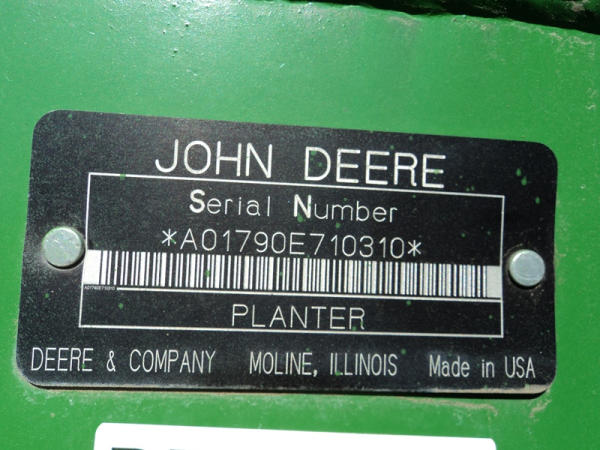 JOHN DEERE
Serial Number
*A01790E710310*
PLANTER
DEERE & COMPANY MOLINE, ILLINOIS Made in USA